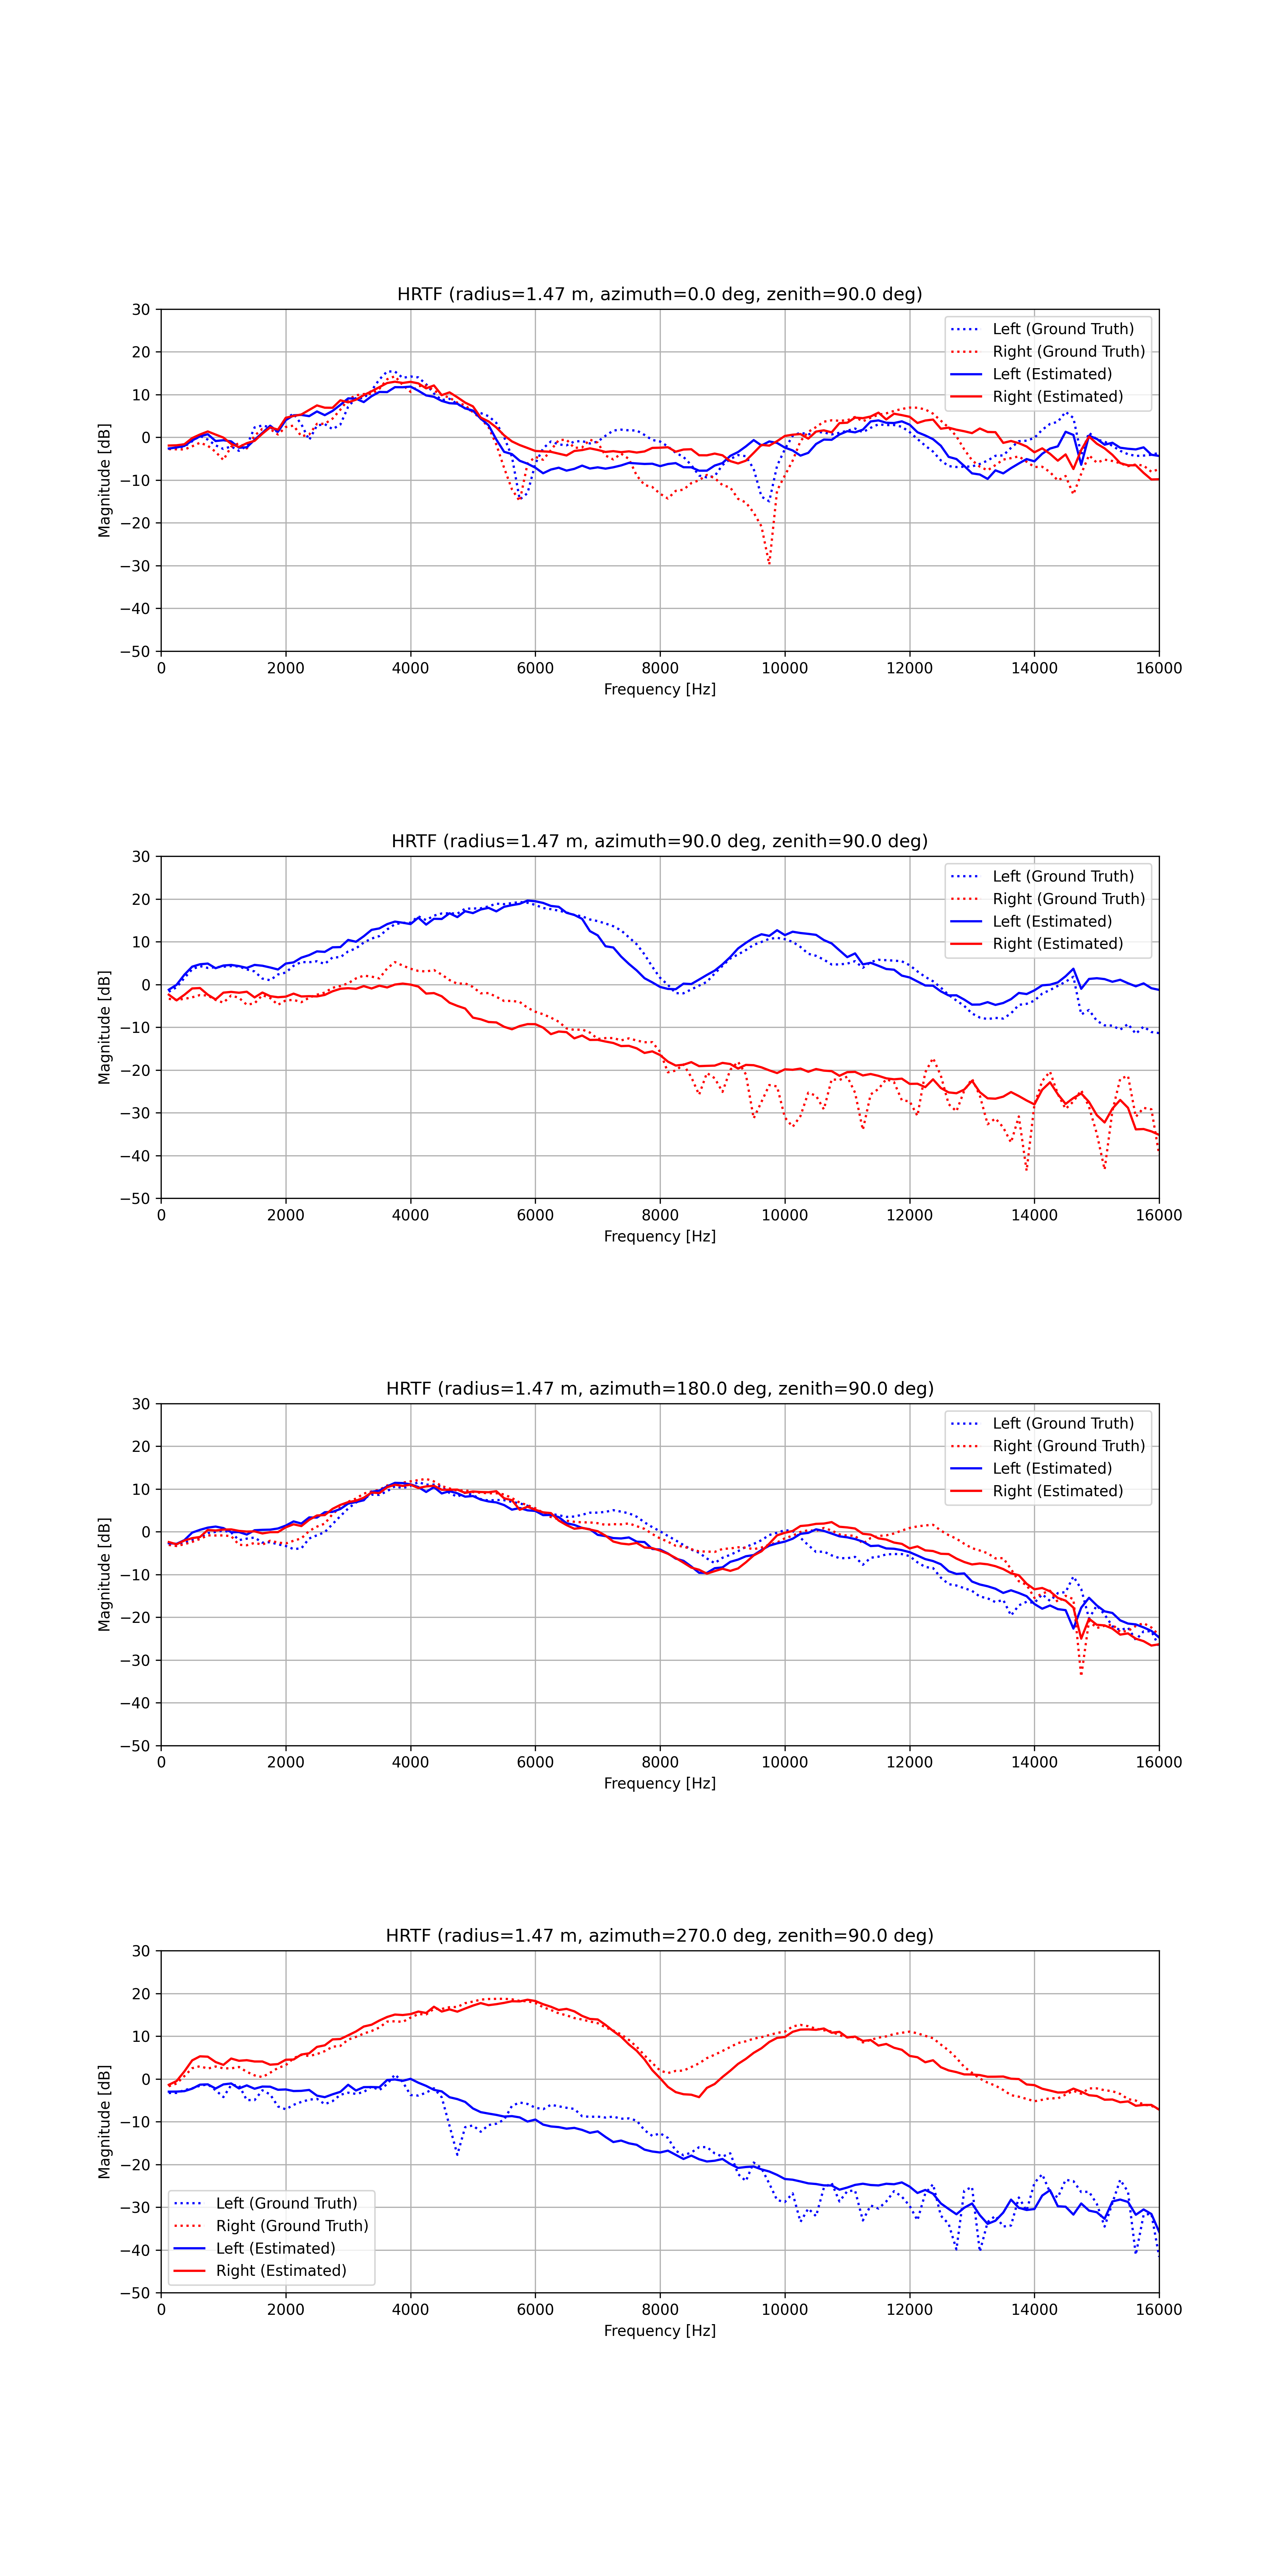 HRTF (radius=1.47 m, azimuth=0.0 deg, zenith=90.0 deg)
30
20
10
0
−10
−20
−30
−40
−50
Magnitude [dB]
Left (Ground Truth)
Right (Ground Truth)
Left (Estimated)
Right (Estimated)
0 2000 4000 6000 8000 10000 12000 14000 16000
Frequency [Hz]
HRTF (radius=1.47 m, azimuth=90.0 deg, zenith=90.0 deg)
30
20
10
0
−10
−20
−30
−40
−50
Magnitude [dB]
Left (Ground Truth)
Right (Ground Truth)
Left (Estimated)
Right (Estimated)
0 2000 4000 6000 8000 10000 12000 14000 16000
Frequency [Hz]
HRTF (radius=1.47 m, azimuth=180.0 deg, zenith=90.0 deg)
30
20
10
0
−10
−20
−30
−40
−50
Magnitude [dB]
Left (Ground Truth)
Right (Ground Truth)
Left (Estimated)
Right (Estimated)
0 2000 4000 6000 8000 10000 12000 14000 16000
Frequency [Hz]
HRTF (radius=1.47 m, azimuth=270.0 deg, zenith=90.0 deg)
30
20
10
0
−10
−20
−30
−40
−50
Magnitude [dB]
Left (Ground Truth)
Right (Ground Truth)
Left (Estimated)
Right (Estimated)
0 2000 4000 6000 8000 10000 12000 14000 16000
Frequency [Hz]